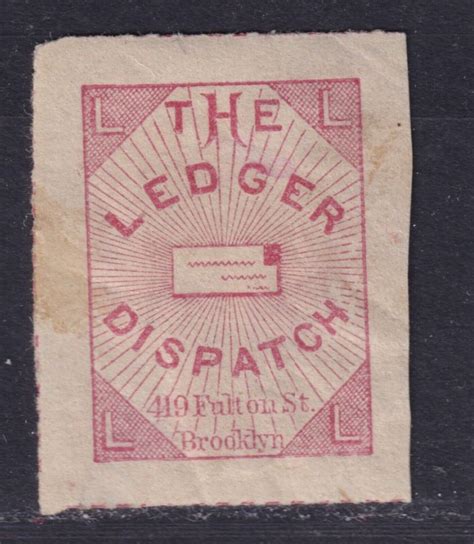 L THE L
LEDGER
DISPATCH
419 Fulton St.
L Brooklyn L